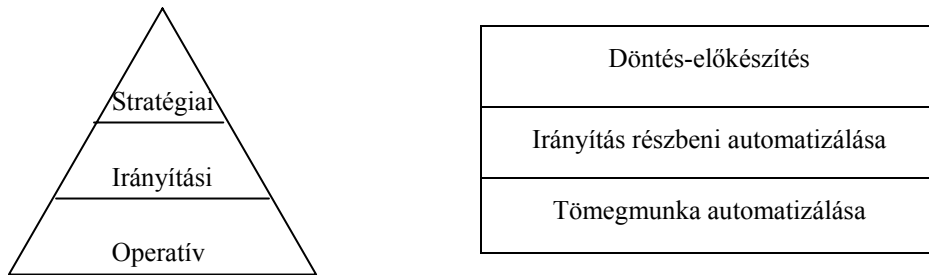 Stratégiai
Irányítási
Operatív
Döntés-előkészítés
Irányítás részbeni automatizálása
Tömegmunka automatizálása